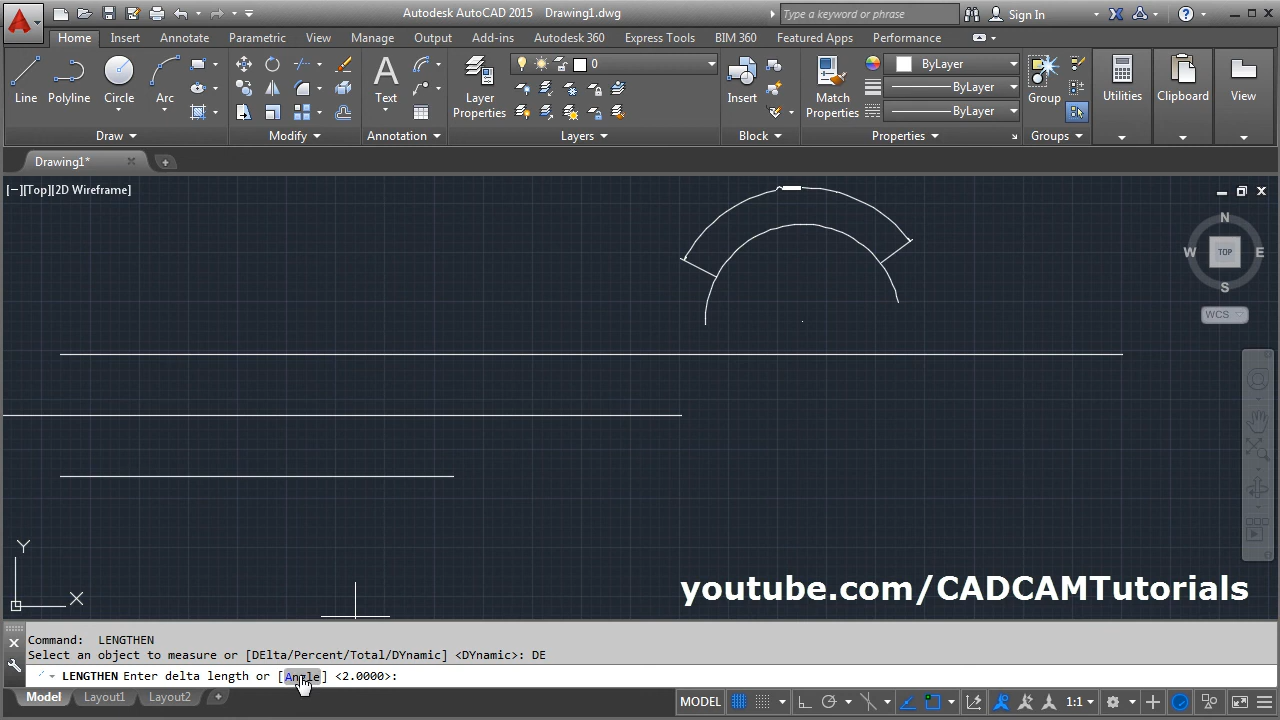 Autodesk AutoCAD 2015 Drawing1.dwg
Type a keyword or phrase
Sign In
Home Insert Annotate Parametric View Manage Output Add-ins Autodesk 360 Express Tools BIM 360 Featured Apps Performance
Line Polyline Circle Arc
Draw
Modify
Text
Annotation
Layer
Properties
0
Layers
Insert
Block
Match
Properties
ByLayer
ByLayer
ByLayer
Properties
Group
Groups
Utilities
Clipboard
View
Drawing1*
[−][Top][2D Wireframe]
N
W TOP E
S
WCS
Y
X
youtube.com/CADCAMTutorials
Command: LENGTHEN
Select an object to measure or [DElta/Percent/Total/DYnamic] <DYnamic>: DE
LENGTHEN Enter delta length or [Angle] <2.0000>:
Model Layout1 Layout2
MODEL
1:1